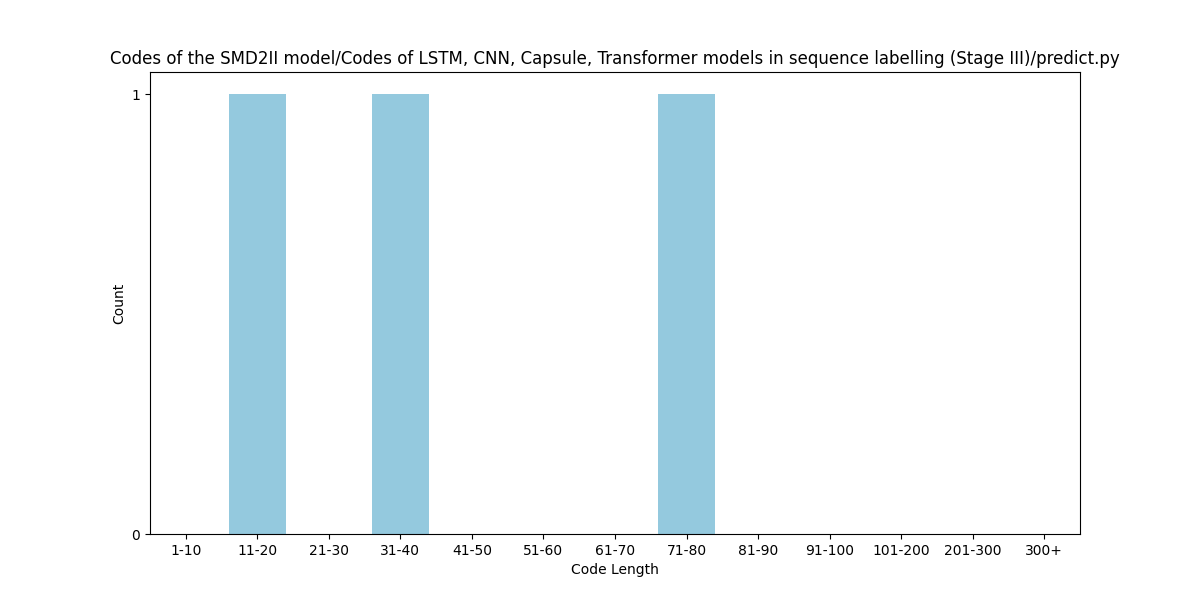 Codes of the SMD2II model/Codes of LSTM, CNN, Capsule, Transformer models in sequence labelling (Stage III)/predict.py
1
Count
0
1-10 11-20 21-30 31-40 41-50 51-60 61-70 71-80 81-90 91-100 101-200 201-300 300+
Code Length